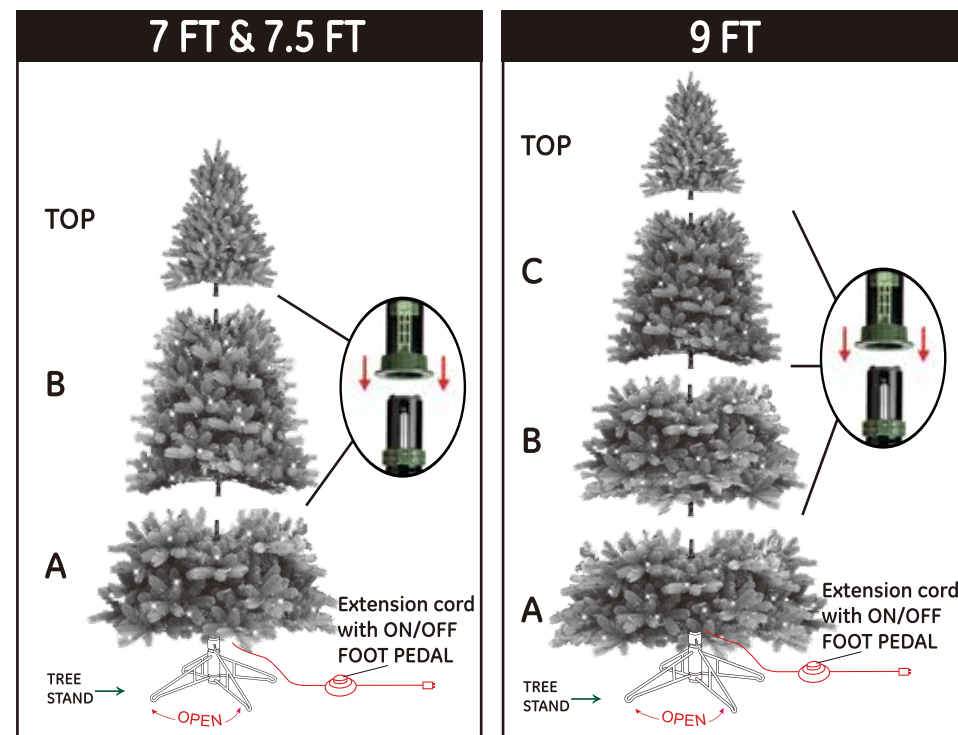 7 FT & 7.5 FT
TOP
B
A
Extension cord
with ON/OFF
FOOT PEDAL
TREE
STAND
OPEN
9 FT
TOP
C
B
A
Extension cord
with ON/OFF
FOOT PEDAL
TREE
STAND
OPEN